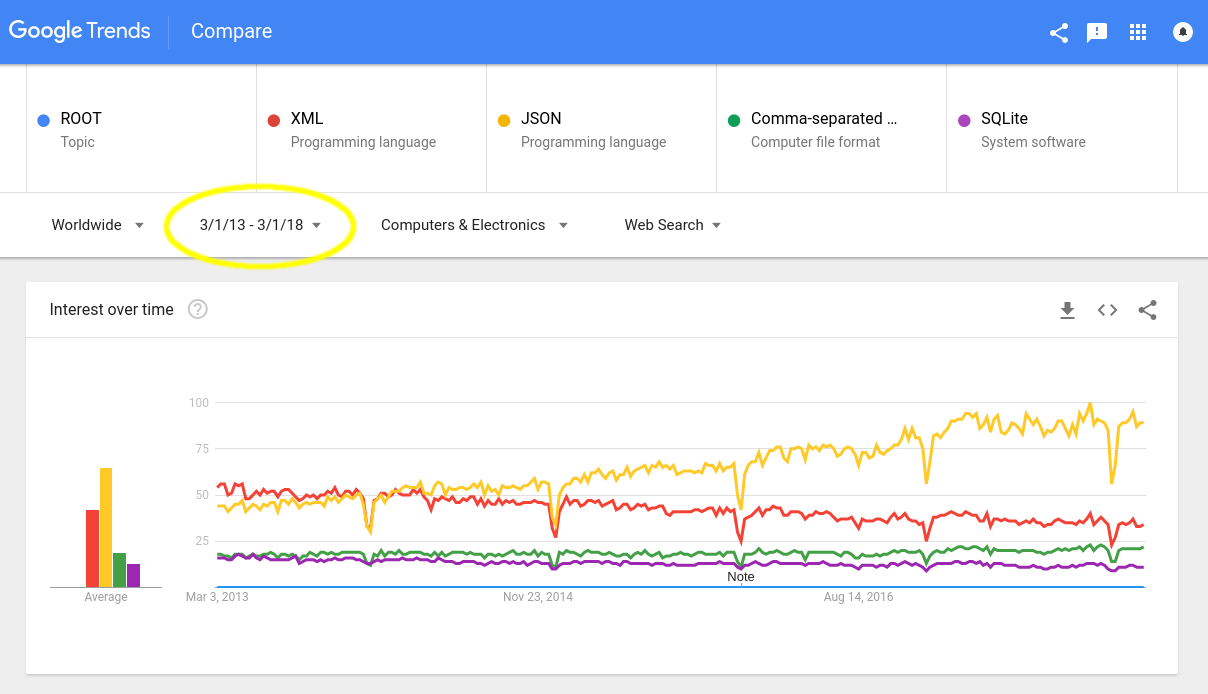 Google Trends Compare
ROOT XML JSON Comma-separated ... SQLite
Topic Programming language Programming language Computer file format System software
Worldwide 3/1/13 - 3/1/18 Computers & Electronics Web Search
Interest over time ?
100
75
50
25
Note
Average Mar 3, 2013 Nov 23, 2014 Aug 14, 2016